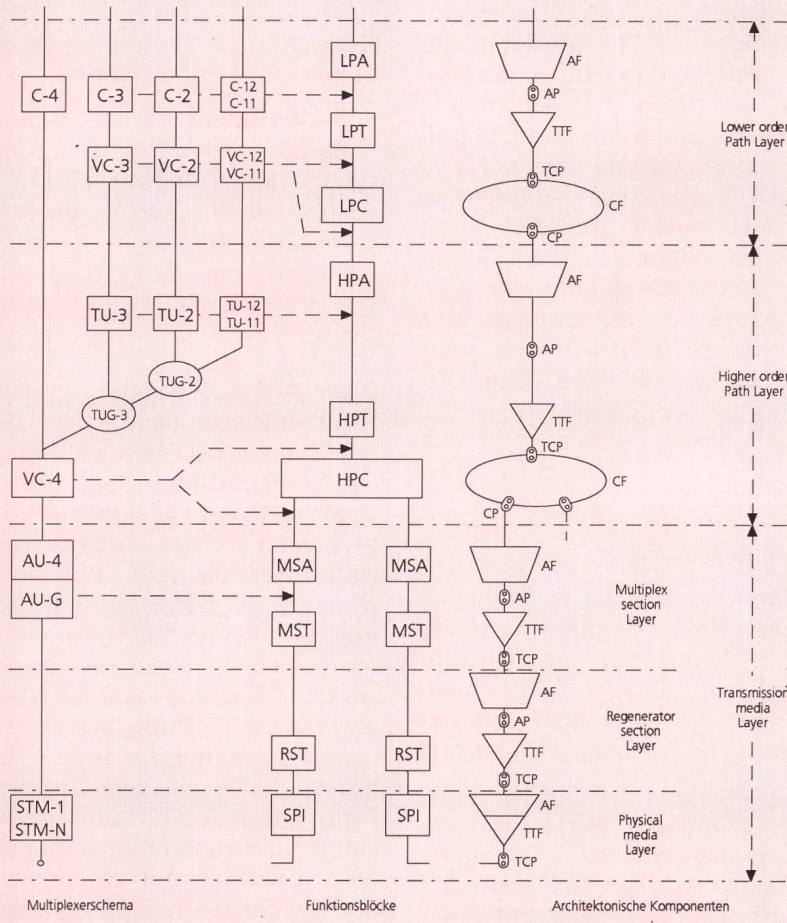 LPA
AF
C-4
C-3
C-2
C-12
C-11
AP
LPT
TTF
Lower order
Path Layer
VC-3
VC-2
VC-12
VC-11
TCP
LPC
CF
CP
HPA
AF
TU-3
TU-2
TU-12
TU-11
AP
TUG-2
Higher order
Path Layer
TUG-3
HPT
TTF
TCP
VC-4
HPC
CF
CP
AU-4
MSA
MSA
AF
AU-G
AP
Multiplex
section
Layer
MST
MST
TTF
TCP
AF
Transmission
media
Layer
AP
Regenerator
section
Layer
RST
RST
TTF
TCP
STM-1
STM-N
SPI
SPI
AF
TTF
Physical
media
Layer
TCP
Multiplexerschema
Funktionsblöcke
Architektonische Komponenten